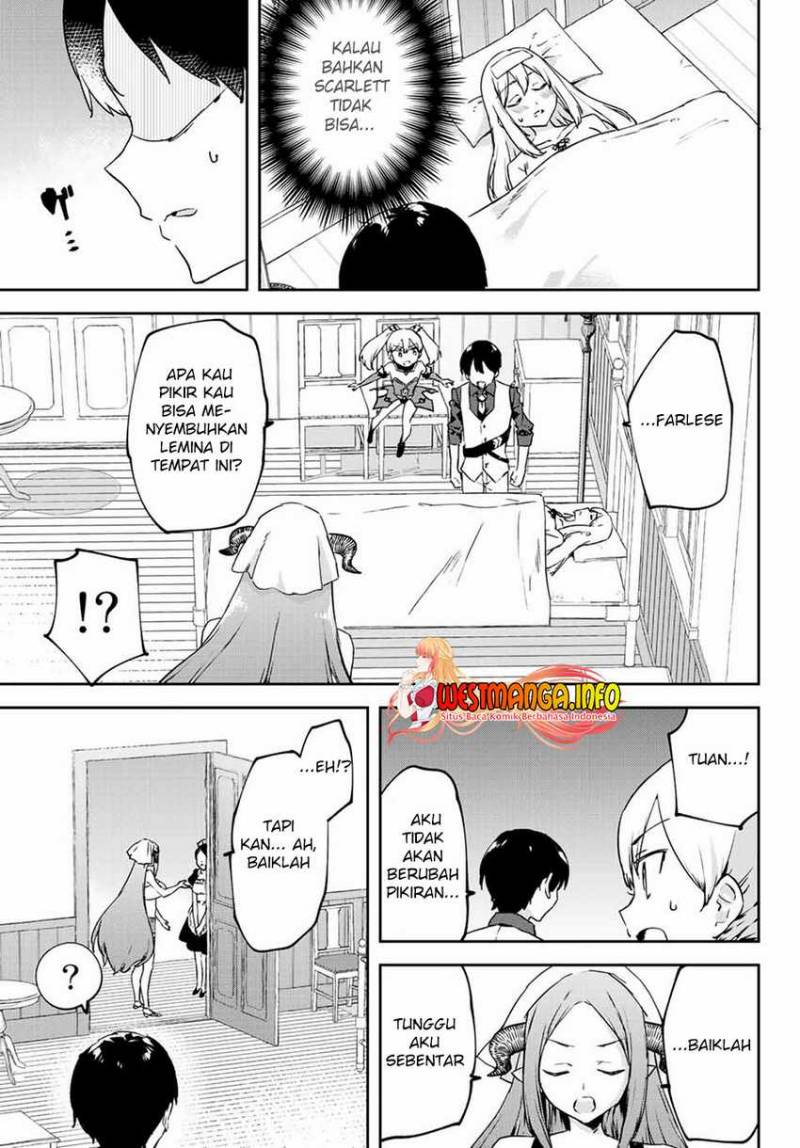 KALAU
BAHKAN
SCARLETT
TIDAK
BISA...
ザ
...FARLESE
APA KAU
PIKIR KAU
BISA ME-
NYEMBUHKAN
LEMINA DI
TEMPAT INI?
!?
WESTMANGA.INFO
Situs Baca Komik Berbahasa Indonesia
TUAN...!
AKU
TIDAK
AKAN
BERUBAH
PIKIRAN...
...EH!?
TAPI
KAN... AH,
BAIKLAH
?
...BAIKLAH
TUNGGU
AKU
SEBENTAR